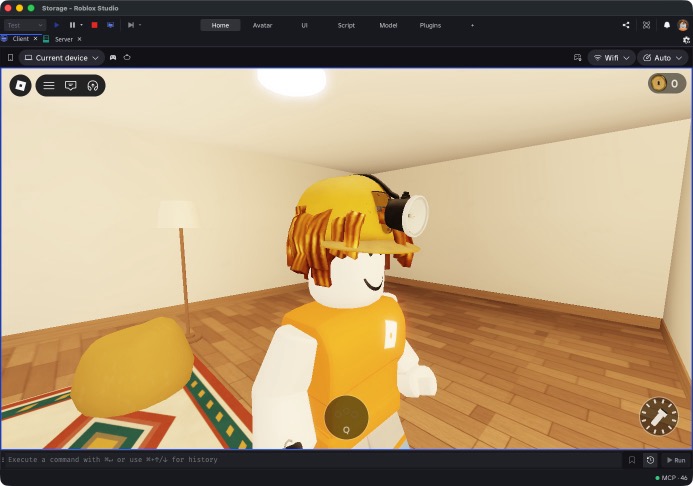 Storage - Roblox Studio
Test
Home
Avatar
UI
Script
Model
Plugins
+
Client ×
Server ×
Current device
Wifi
Auto
0
Q
Execute a command with ⌘↵ or use ⌘+↑/↓ for history
Run
MCP · 46